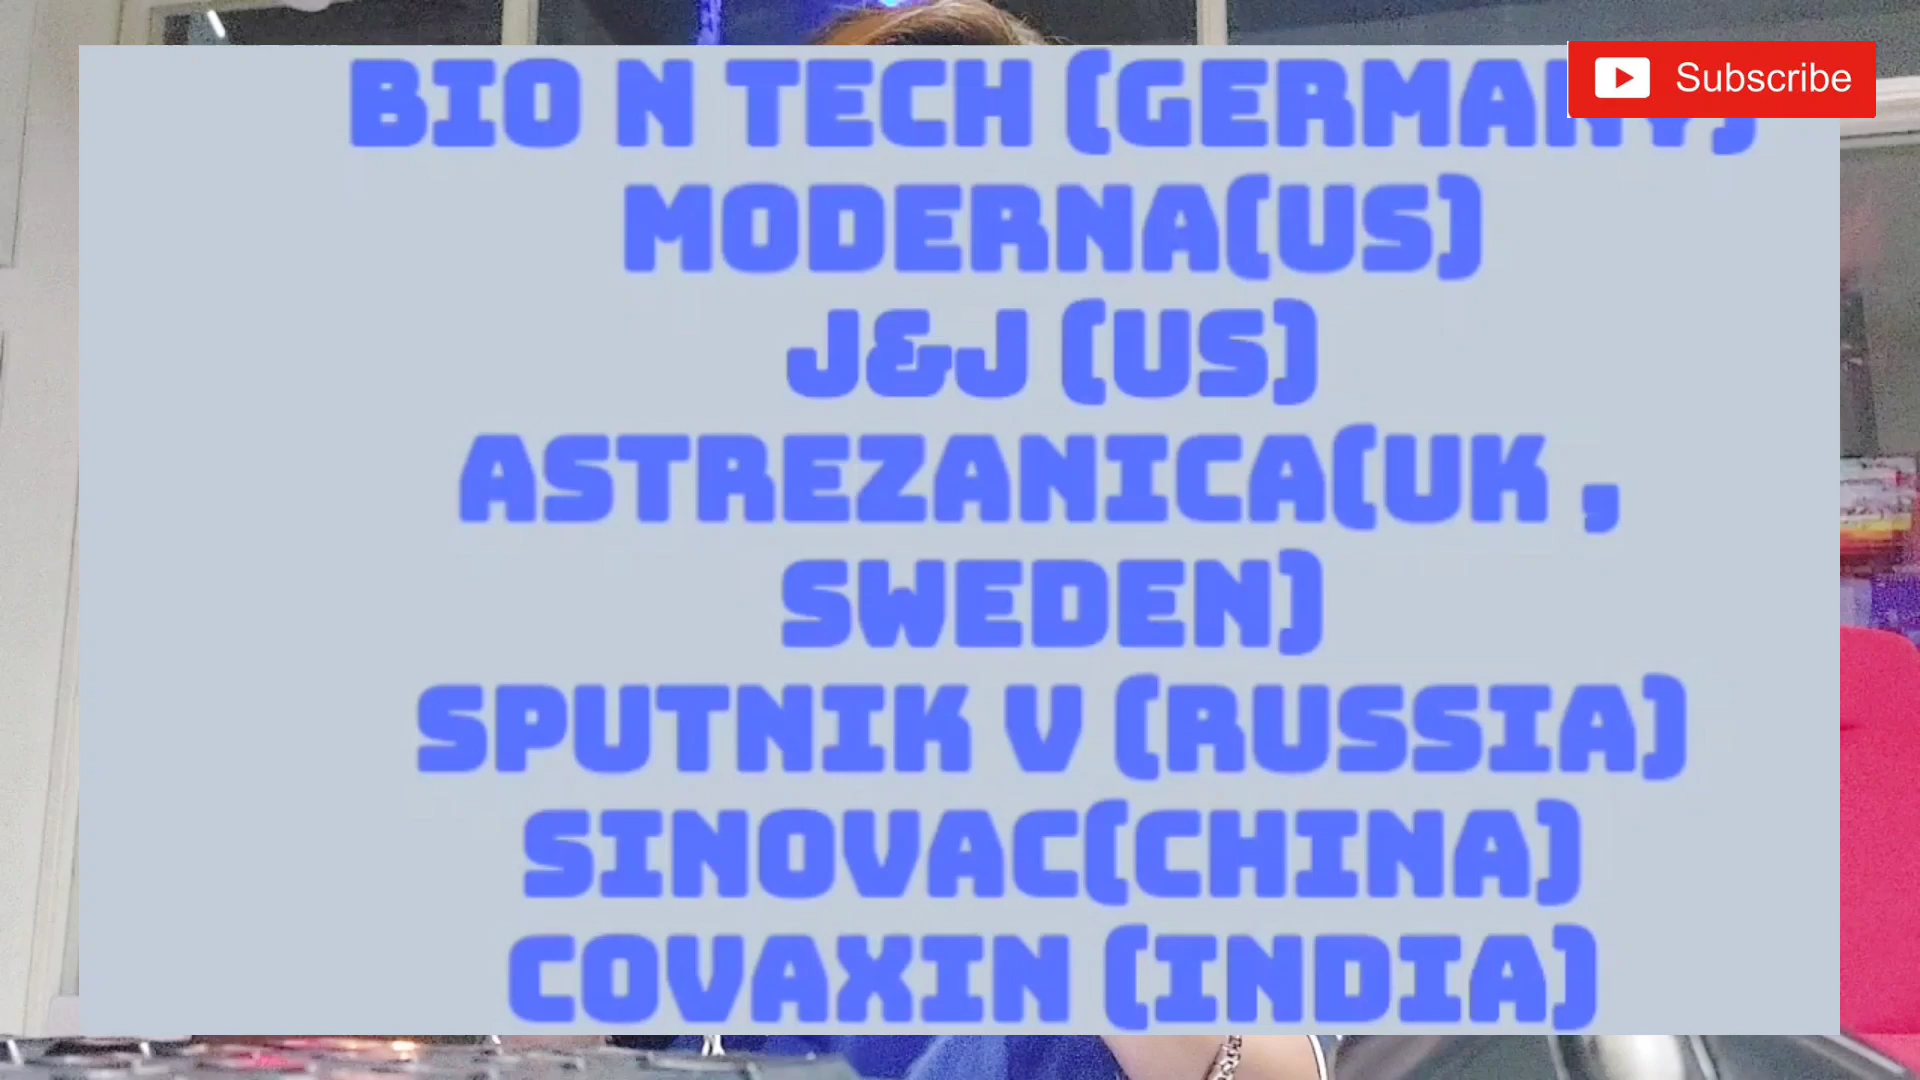 BIO N TECH (GERMANY)
Subscribe
MODERNA(US)
J&J (US)
ASTREZANICA(UK ,
SWEDEN)
SPUTNIK V (RUSSIA)
SINOVAC(CHINA)
COVAXIN (INDIA)